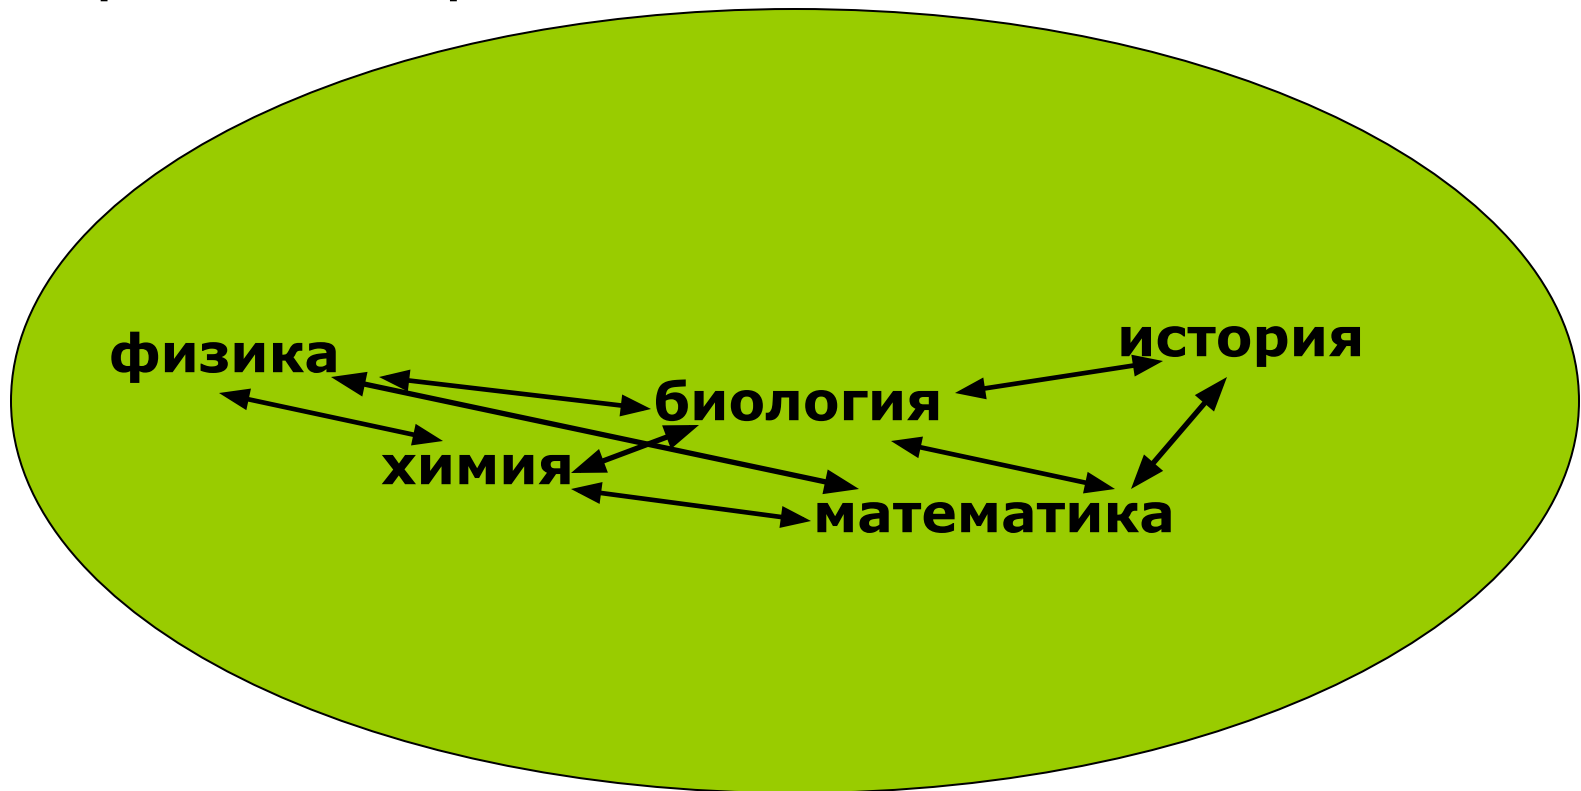 история
физика
биология
химия
математика